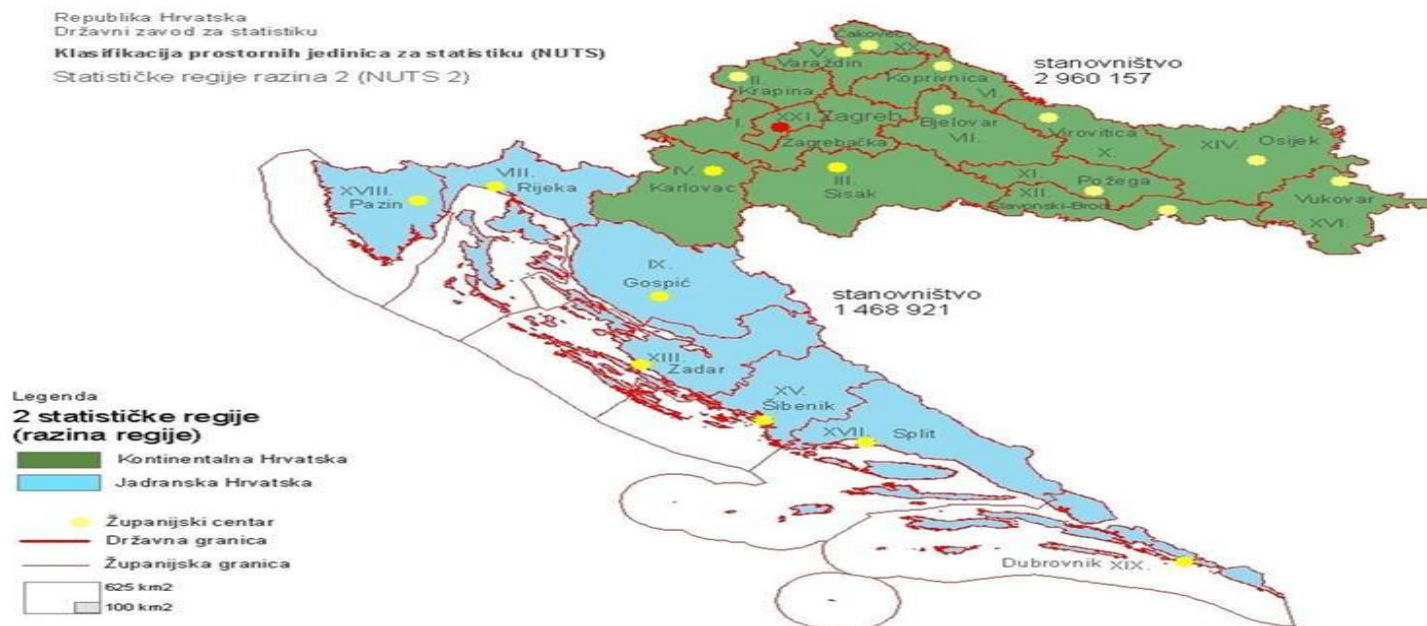 Republika Hrvatska
Državni zavod za statistiku
Klasifikacija prostornih jedinica za statistiku (NUTS)
Statističke regije razina 2 (NUTS 2)
Čakovec
XX.
V.
Varaždin
stanovništvo
2 960 157
Koprivnica
II.
Krapina
VI.
I.
XXI. Zagreb
Bjelovar
Virovitica
VII.
Zagrebačka
X.
XIV.
Osijek
IV.
Karlovac
III.
Sisak
XI.
Požega
XII.
Slavonski-Brod
Vukovar
XVI.
XVIII.
Pazin
VIII.
Rijeka
IX.
Gospić
stanovništvo
1 468 921
XIII.
Zadar
XV.
Šibenik
XVII.
Split
Dubrovnik XIX.
Legenda
2 statističke regije
(razina regije)
Kontinentalna Hrvatska
Jadranska Hrvatska
Županijski centar
Državna granica
Županijska granica
625 km2
100 km2